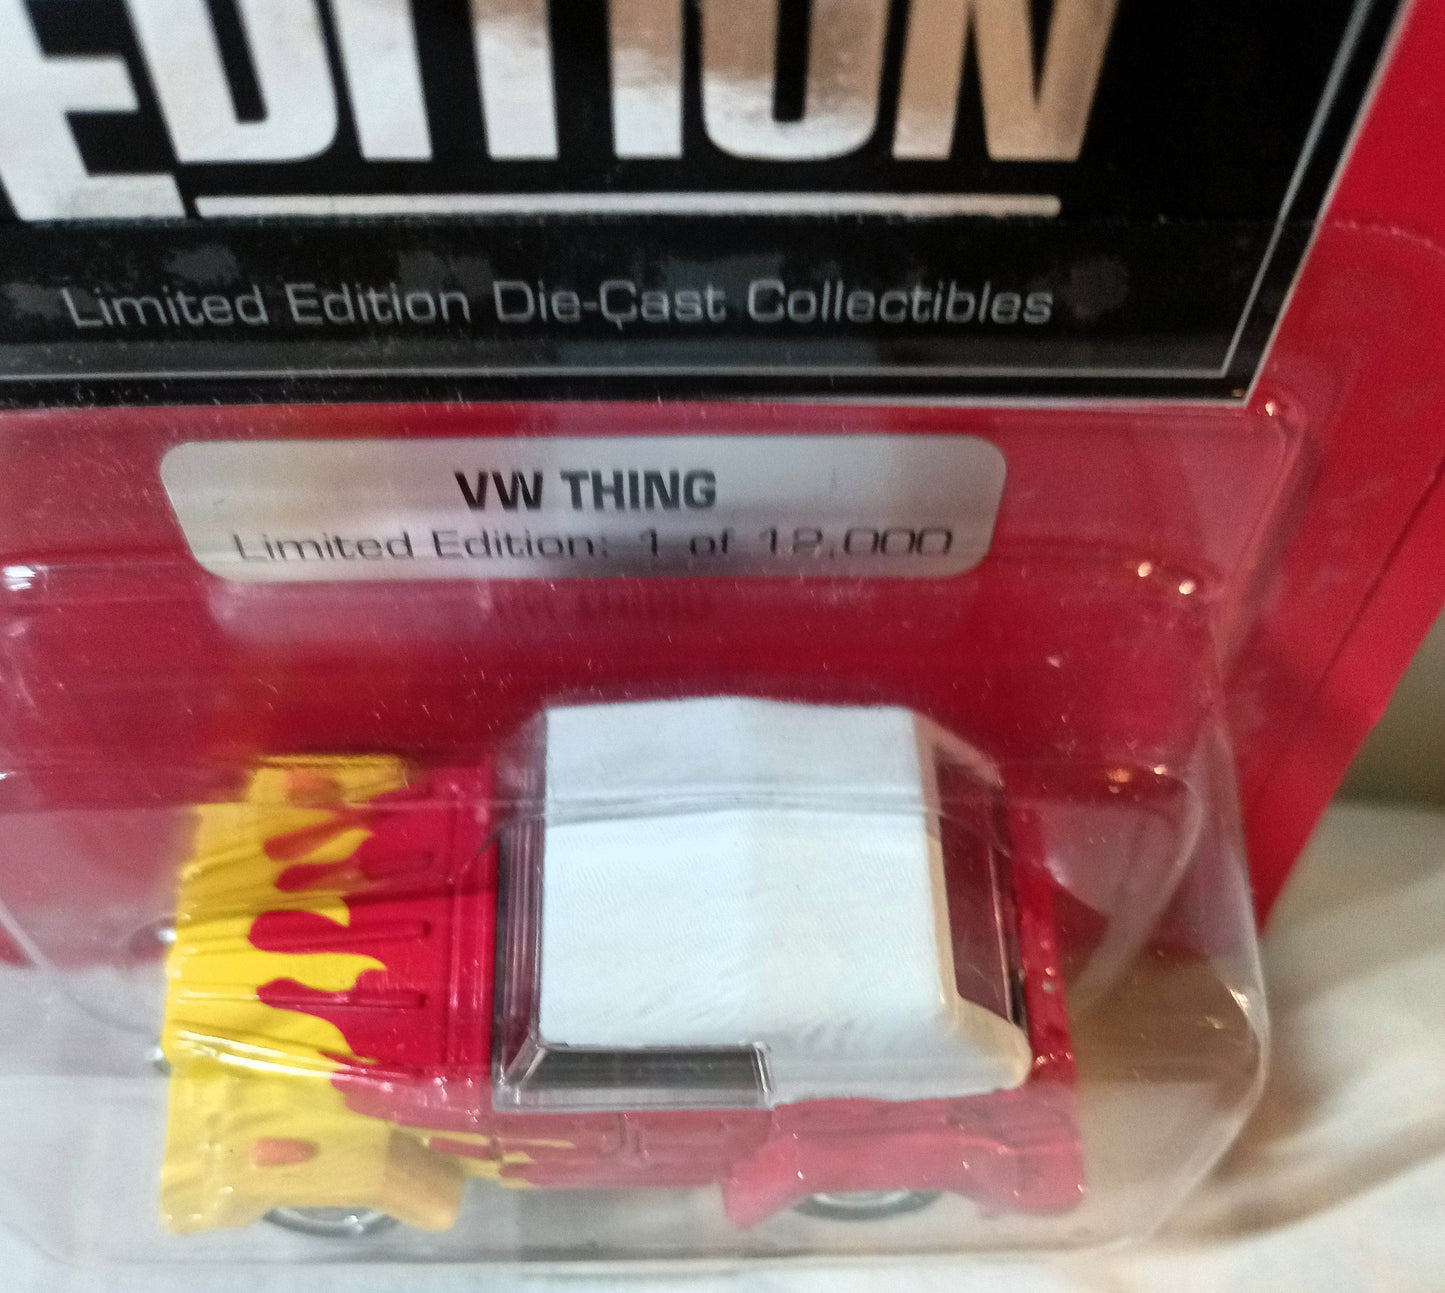 EDITION
Limited Edition Die-Cast Collectibles
VW THING
Limited Edition: 1 of 12,000